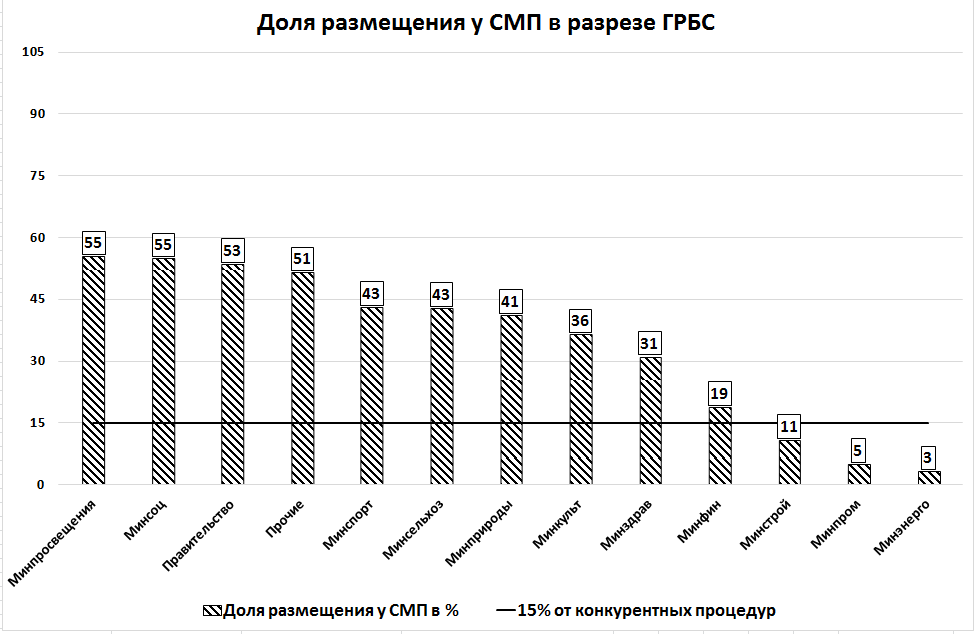 Доля размещения у СМП в разрезе ГРБС
105
90
75
60
45
30
15
0
55
55
53
51
43
43
41
36
31
19
11
5
3
Минпросвещения
Минсоц
Правительство
Прочие
Минспорт
Минсельхоз
Минприроды
Минкульт
Минздрав
Минфин
Минстрой
Минпром
Минэнерго
Доля размещения у СМП в %
15% от конкурентных процедур